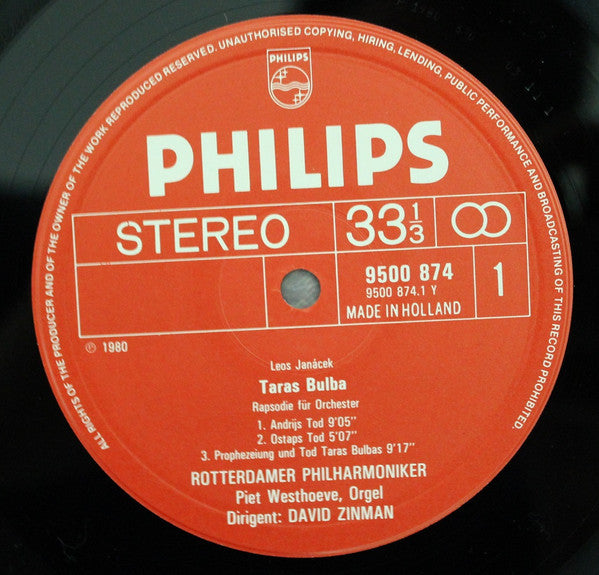 ALL RIGHTS OF THE PRODUCER AND OF THE OWNER OF THE WORK REPRODUCED RESERVED. UNAUTHORISED COPYING, HIRING, LENDING, PUBLIC PERFORMANCE AND BROADCASTING OF THIS RECORD PROHIBITED.
PHILIPS
PHILIPS
STEREO
33 1/3
9500 874
9500 874.1 Y
MADE IN HOLLAND
1
℗ 1980
Leos Janácek
Taras Bulba
Rapsodie für Orchester
1. Andrijs Tod 9'05"
2. Ostaps Tod 5'07"
3. Prophezeiung und Tod Taras Bulbas 9'17"
ROTTERDAMER PHILHARMONIKER
Piet Westhoeve, Orgel
Dirigent: DAVID ZINMAN